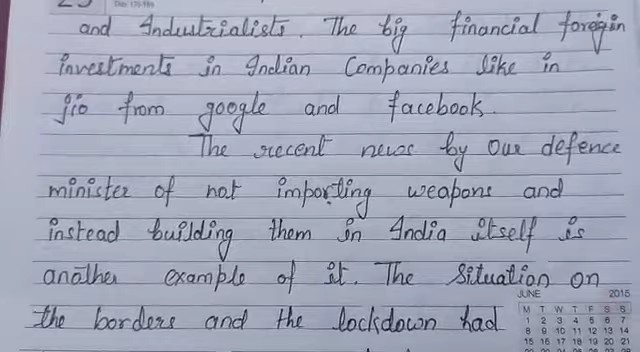 and Industrialists. The big financial foregin
investments in Indian Companies like in
jio from google and facebook.
The recent news by our defence
minister of not importing weapons and
instead building them in India itself is
another example of it. The Situation on
the borders and the lockdown had
JUNE 2015
M T W T F S S
1 2 3 4 5 6 7
8 9 10 11 12 13 14
15 16 17 18 19 20 21